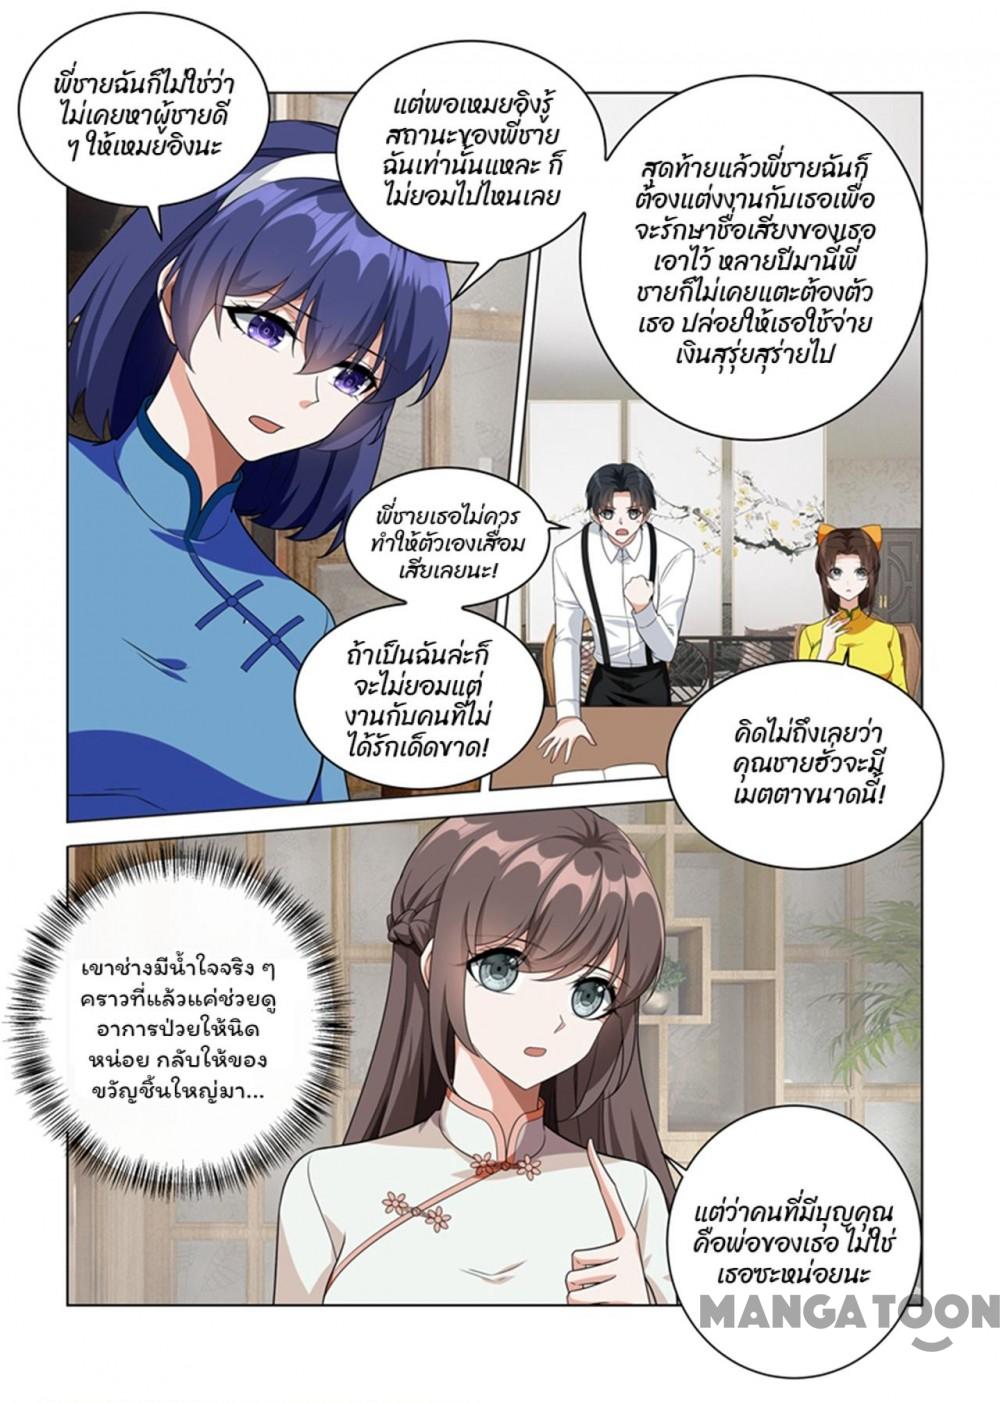 พี่ชายฉันก็ไม่ใช่ว่า
ไม่เคยหาผู้ชายดี
ๆ ให้เหมยอิงนะ
แต่พอเหมยอิงรู้
สถานะของพี่ชาย
ฉันเท่านั้นแหละ ก็
ไม่ยอมไปไหนเลย
สุดท้ายแล้วพี่ชายฉันก็
ต้องแต่งงานกับเธอเพื่อ
จะรักษาชื่อเสียงของเธอ
เอาไว้ หลายปีมานี้พี่
ชายก็ไม่เคยแตะต้องตัว
เธอ ปล่อยให้เธอใช้จ่าย
เงินสุรุ่ยสุร่ายไป
พี่ชายเธอไม่ควร
ทำให้ตัวเองเสื่อม
เสียเลยนะ!
ถ้าเป็นฉันล่ะก็
จะไม่ยอมแต่
งานกับคนที่ไม่
ได้รักเด็ดขาด!
คิดไม่ถึงเลยว่า
คุณชายฮั่วจะมี
เมตตาขนาดนี้!
เขาช่างมีน้ำใจจริง ๆ
คราวที่แล้วแค่ช่วยดู
อาการป่วยให้นิด
หน่อย กลับให้ของ
ขวัญชิ้นใหญ่มา...
แต่ว่าคนที่มีบุญคุณ
คือพ่อของเธอ ไม่ใช่
เธอซะหน่อยนะ
MANGATOON